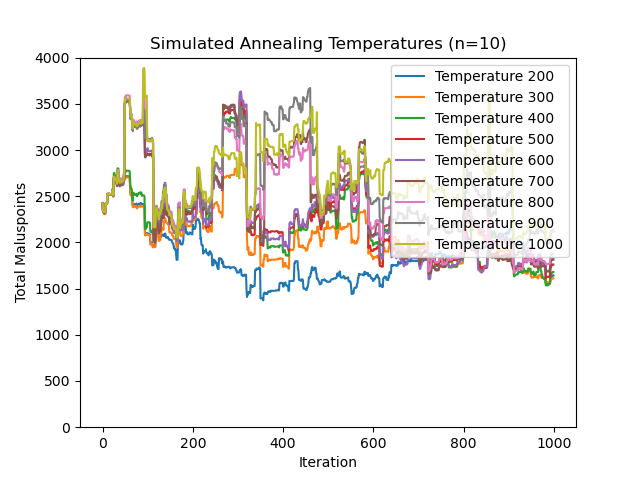 Simulated Annealing Temperatures (n=10)
Total Maluspoints
4000
3500
3000
2500
2000
1500
1000
500
0
Temperature 200
Temperature 300
Temperature 400
Temperature 500
Temperature 600
Temperature 700
Temperature 800
Temperature 900
Temperature 1000
0 200 400 600 800 1000
Iteration